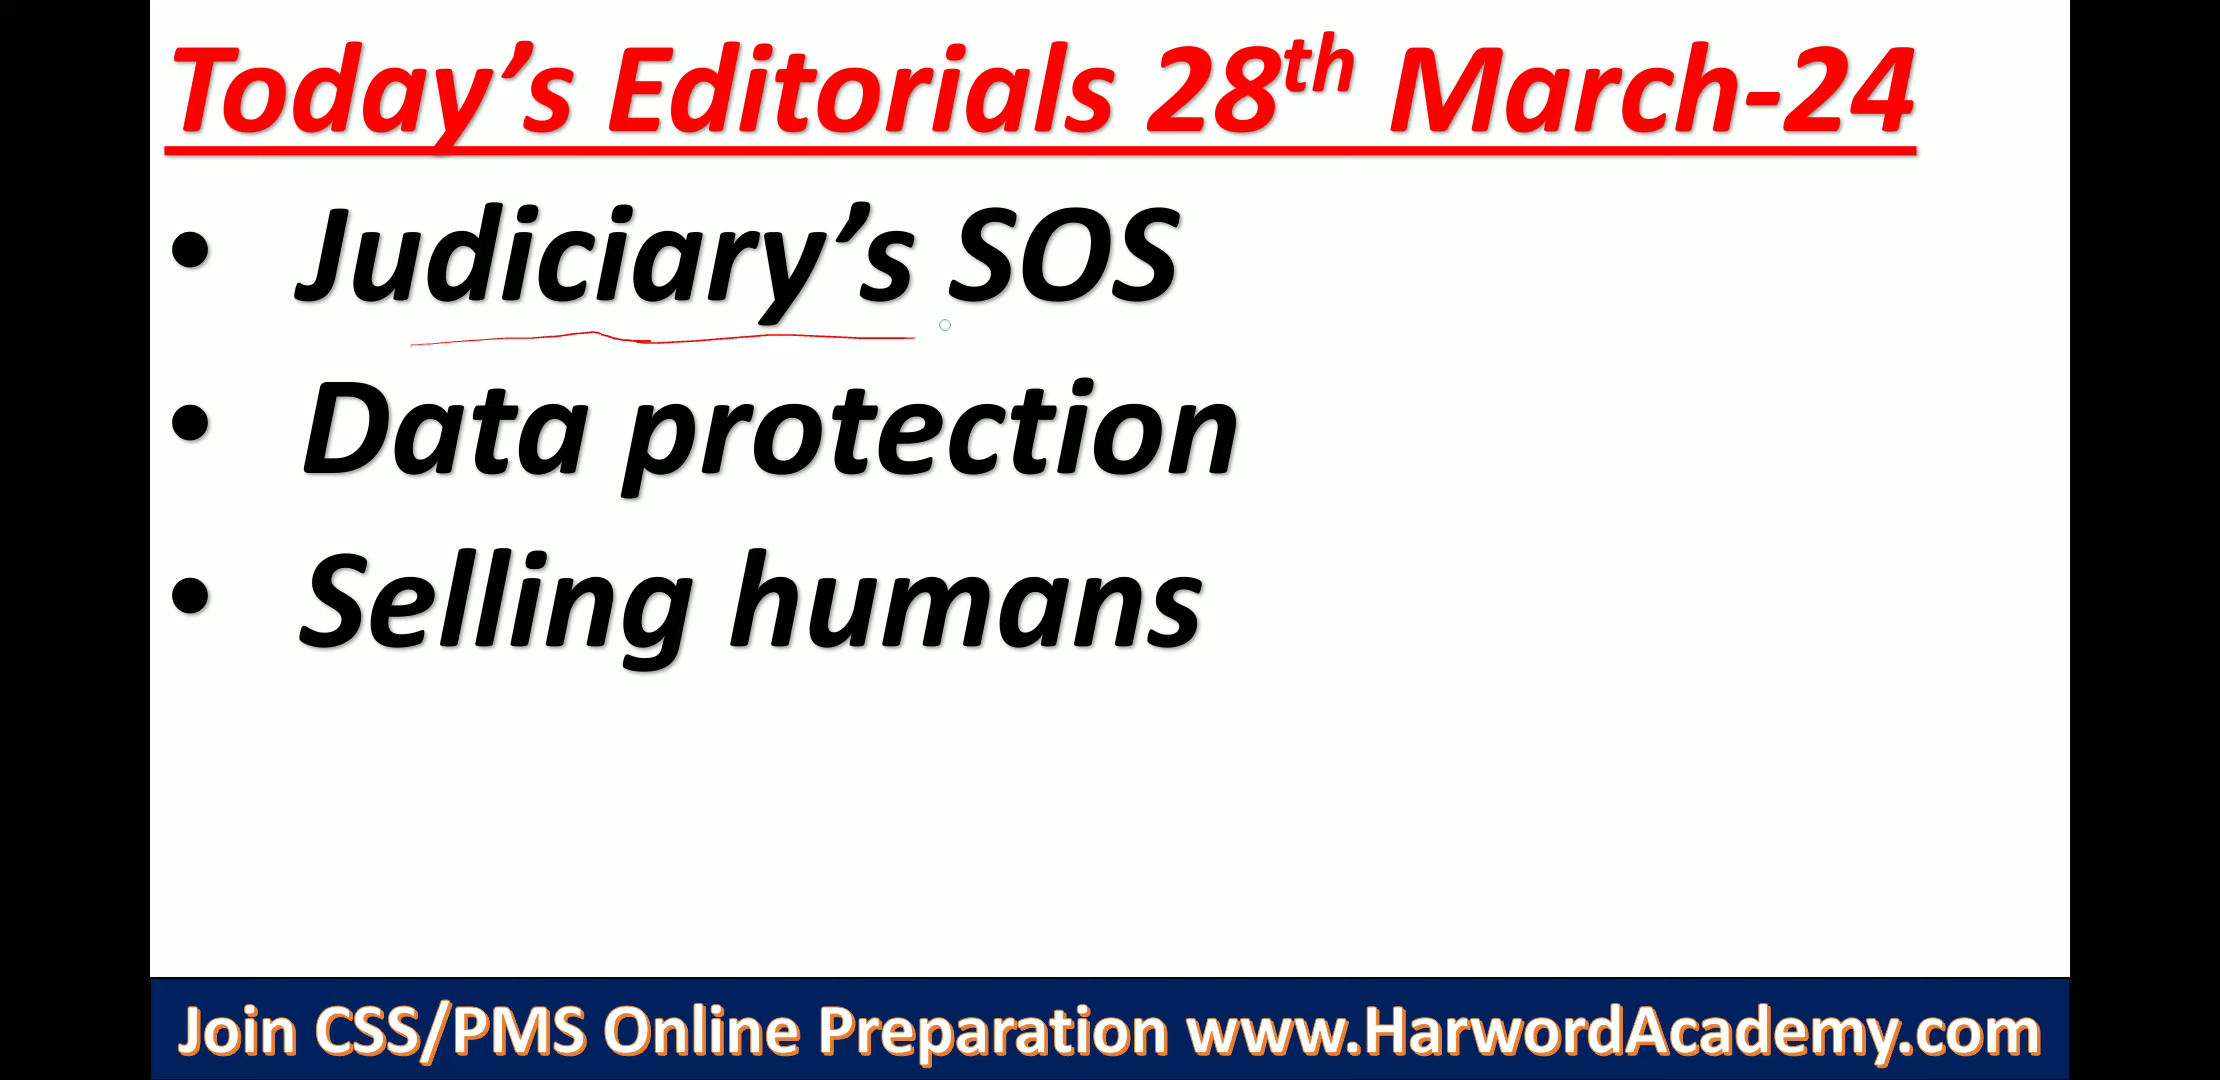 Today’s Editorials 28th March-24
• Judiciary’s SOS
• Data protection
• Selling humans
Join CSS/PMS Online Preparation www.HarwordAcademy.com